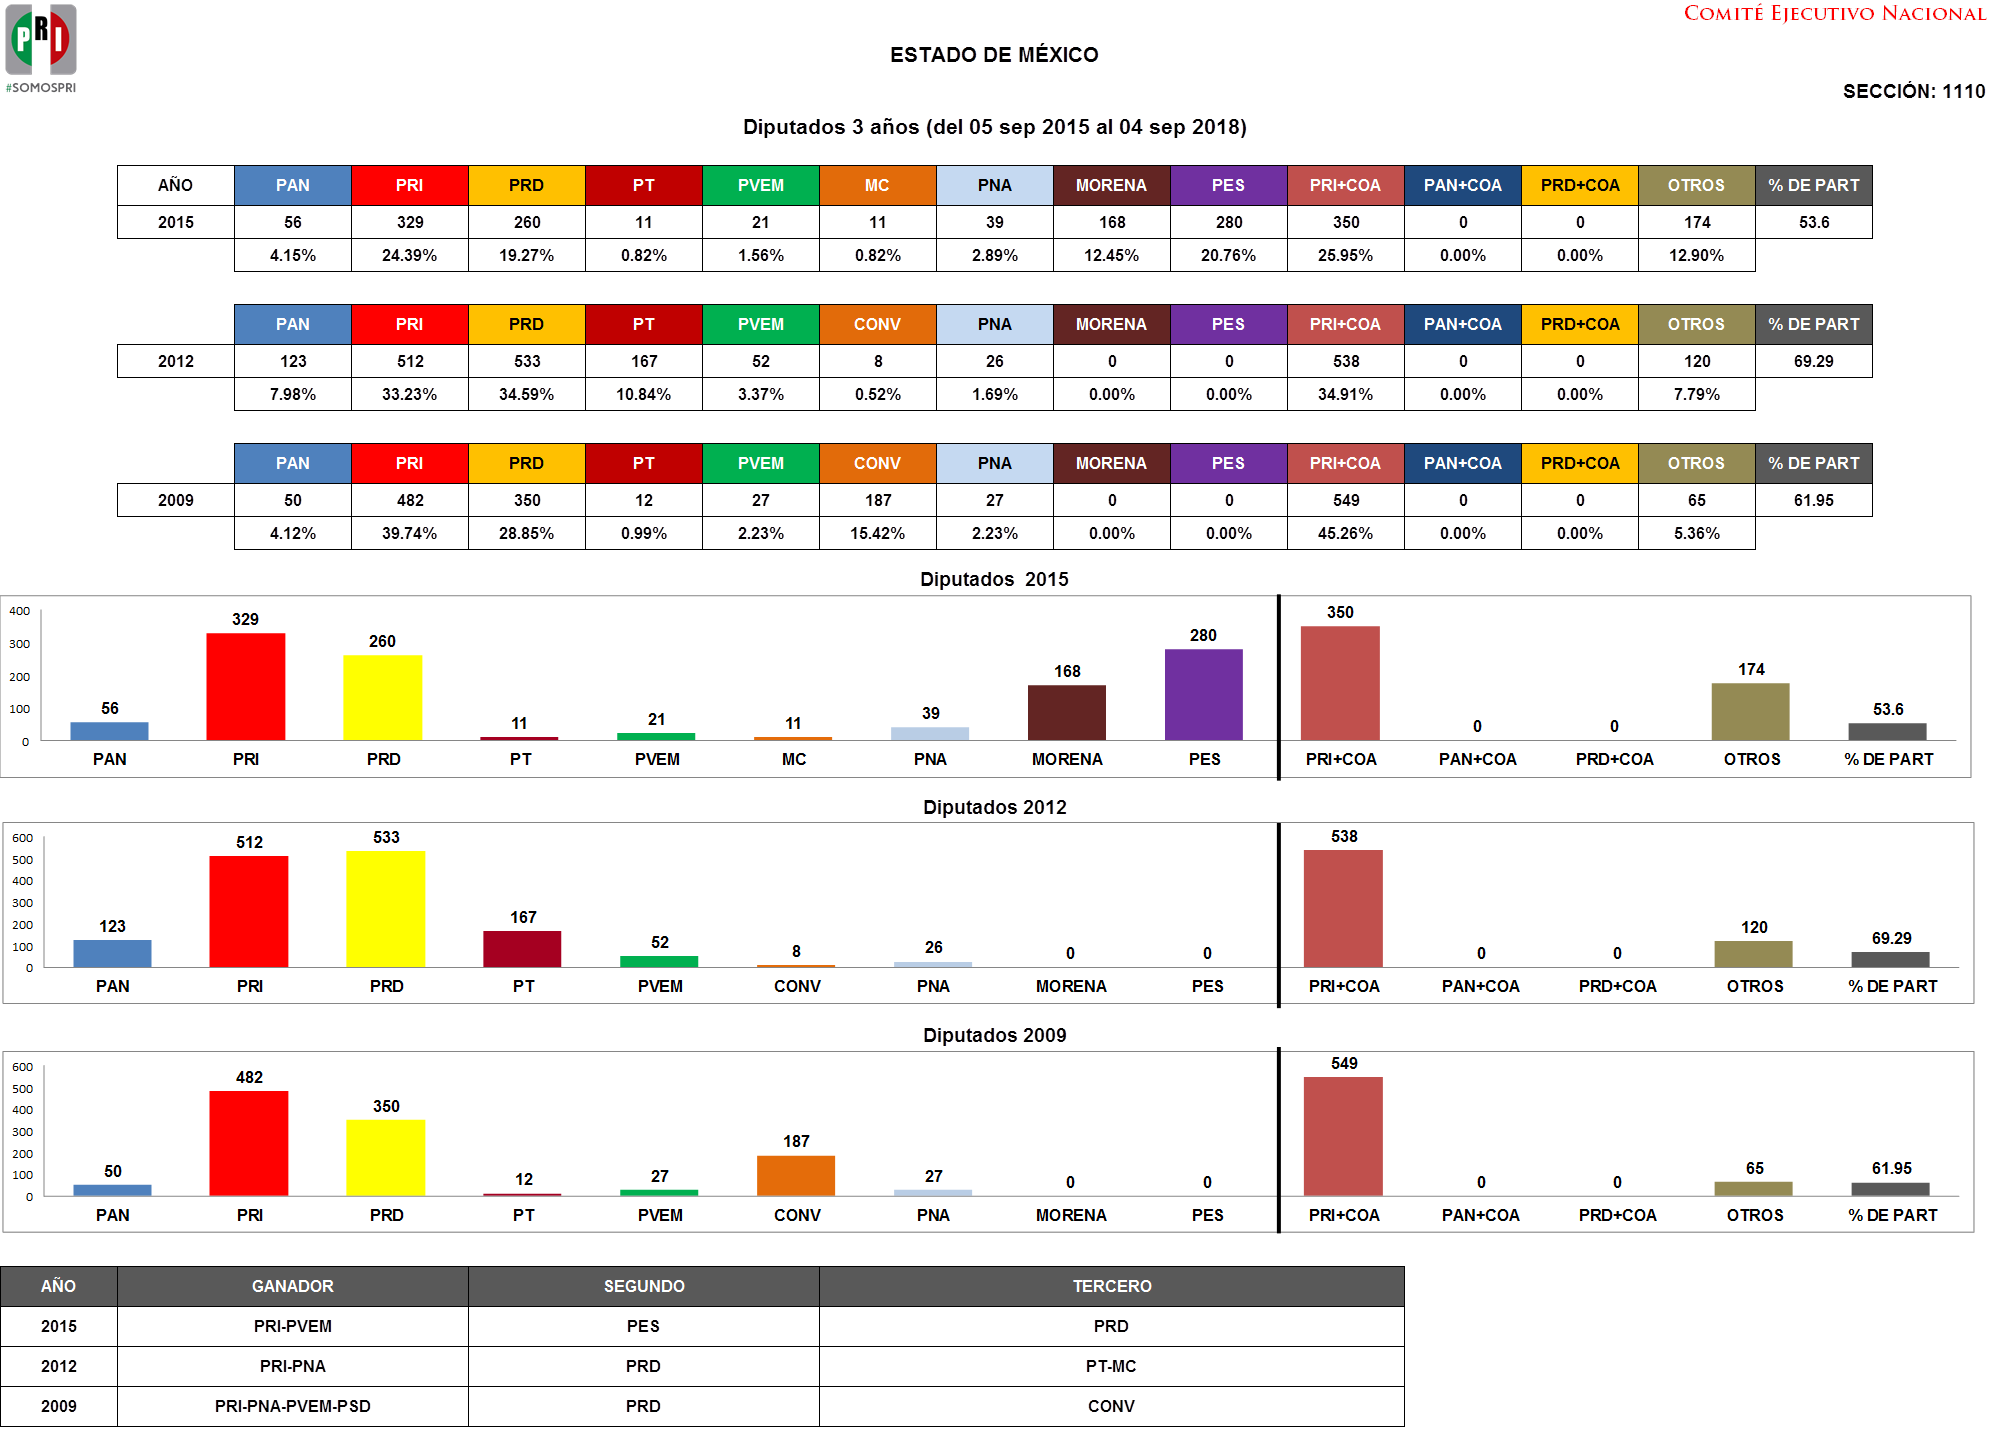 COMITÉ EJECUTIVO NACIONAL
PRI
#SOMOSPRI
ESTADO DE MÉXICO
SECCIÓN: 1110
Diputados 3 años (del 05 sep 2015 al 04 sep 2018)
AÑO PAN PRI PRD PT PVEM MC PNA MORENA PES PRI+COA PAN+COA PRD+COA OTROS % DE PART
2015 56 329 260 11 21 11 39 168 280 350 0 0 174 53.6
4.15% 24.39% 19.27% 0.82% 1.56% 0.82% 2.89% 12.45% 20.76% 25.95% 0.00% 0.00% 12.90%
PAN PRI PRD PT PVEM CONV PNA MORENA PES PRI+COA PAN+COA PRD+COA OTROS % DE PART
2012 123 512 533 167 52 8 26 0 0 538 0 0 120 69.29
7.98% 33.23% 34.59% 10.84% 3.37% 0.52% 1.69% 0.00% 0.00% 34.91% 0.00% 0.00% 7.79%
PAN PRI PRD PT PVEM CONV PNA MORENA PES PRI+COA PAN+COA PRD+COA OTROS % DE PART
2009 50 482 350 12 27 187 27 0 0 549 0 0 65 61.95
4.12% 39.74% 28.85% 0.99% 2.23% 15.42% 2.23% 0.00% 0.00% 45.26% 0.00% 0.00% 5.36%
Diputados 2015
400
300
200
100
0
56 329 260 11 21 11 39 168 280 350 0 0 174 53.6
PAN PRI PRD PT PVEM MC PNA MORENA PES PRI+COA PAN+COA PRD+COA OTROS % DE PART
Diputados 2012
600
500
400
300
200
100
0
123 512 533 167 52 8 26 0 0 538 0 0 120 69.29
PAN PRI PRD PT PVEM CONV PNA MORENA PES PRI+COA PAN+COA PRD+COA OTROS % DE PART
Diputados 2009
600
500
400
300
200
100
0
50 482 350 12 27 187 27 0 0 549 0 0 65 61.95
PAN PRI PRD PT PVEM CONV PNA MORENA PES PRI+COA PAN+COA PRD+COA OTROS % DE PART
AÑO GANADOR SEGUNDO TERCERO
2015 PRI-PVEM PES PRD
2012 PRI-PNA PRD PT-MC
2009 PRI-PNA-PVEM-PSD PRD CONV